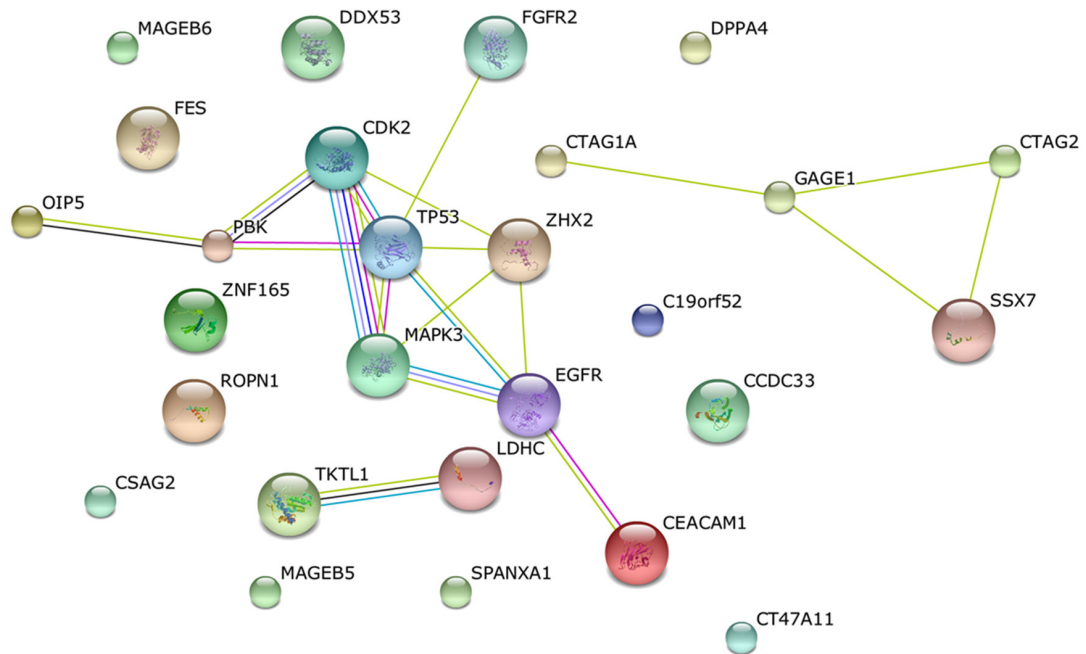 MAGEB6
DDX53
FGFR2
DPPA4
FES
CDK2
CTAG1A
CTAG2
GAGE1
OIP5
PBK
TP53
ZHX2
ZNF165
C19orf52
SSX7
MAPK3
ROPN1
EGFR
CCDC33
LDHC
TKTL1
CSAG2
CEACAM1
MAGEB5
SPANXA1
CT47A11